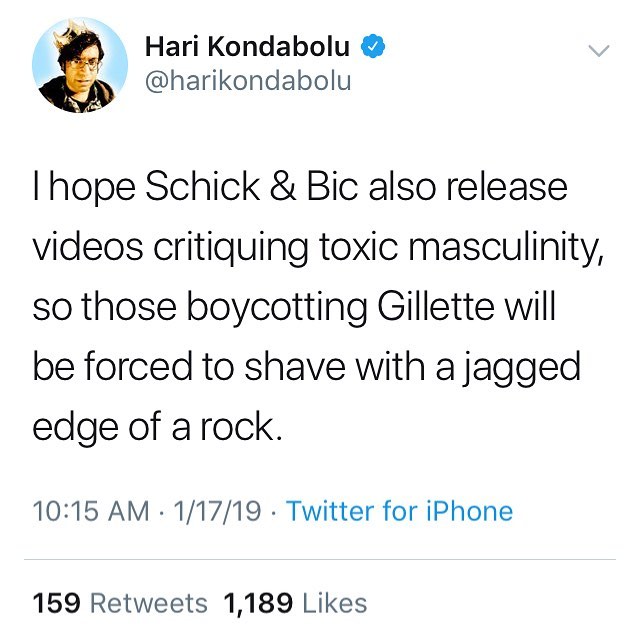 Hari Kondabolu
@harikondabolu
I hope Schick & Bic also release
videos critiquing toxic masculinity,
so those boycotting Gillette will
be forced to shave with a jagged
edge of a rock.
10:15 AM · 1/17/19 · Twitter for iPhone
159 Retweets 1,189 Likes